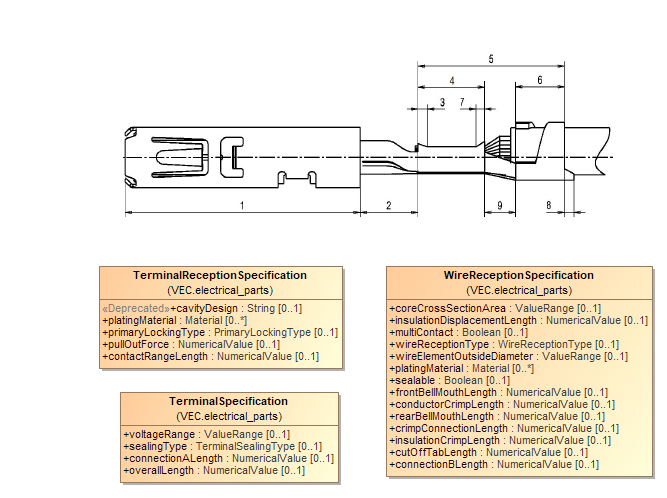 5
4
6
3
7
1
2
9
8
TerminalReceptionSpecification
(VEC.electrical_parts)
«Deprecated»+cavityDesign : String [0..1]
+platingMaterial : Material [0..*]
+primaryLockingType : PrimaryLockingType [0..1]
+pullOutForce : NumericalValue [0..1]
+contactRangeLength : NumericalValue [0..1]
TerminalSpecification
(VEC.electrical_parts)
+voltageRange : ValueRange [0..1]
+sealingType : TerminalSealingType [0..1]
+connectionALength : NumericalValue [0..1]
+overallLength : NumericalValue [0..1]
WireReceptionSpecification
(VEC.electrical_parts)
+coreCrossSectionArea : ValueRange [0..1]
+insulationDisplacementLength : NumericalValue [0..1]
+multiContact : Boolean [0..1]
+wireReceptionType : WireReceptionType [0..1]
+wireElementOutsideDiameter : ValueRange [0..1]
+platingMaterial : Material [0..*]
+sealable : Boolean [0..1]
+frontBellMouthLength : NumericalValue [0..1]
+conductorCrimpLength : NumericalValue [0..1]
+rearBellMouthLength : NumericalValue [0..1]
+crimpConnectionLength : NumericalValue [0..1]
+insulationCrimpLength : NumericalValue [0..1]
+cutOffTabLength : NumericalValue [0..1]
+connectionBLength : NumericalValue [0..1]